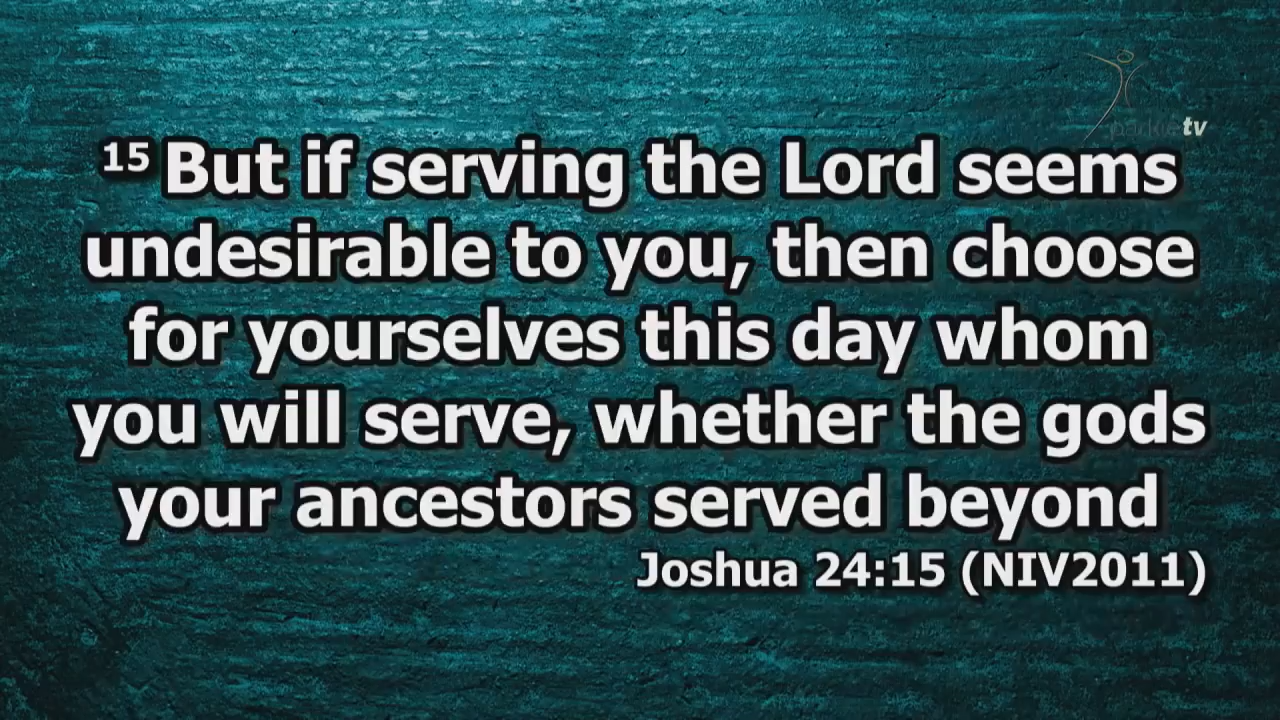 parkletv
15 But if serving the Lord seems
undesirable to you, then choose
for yourselves this day whom
you will serve, whether the gods
your ancestors served beyond
Joshua 24:15 (NIV2011)